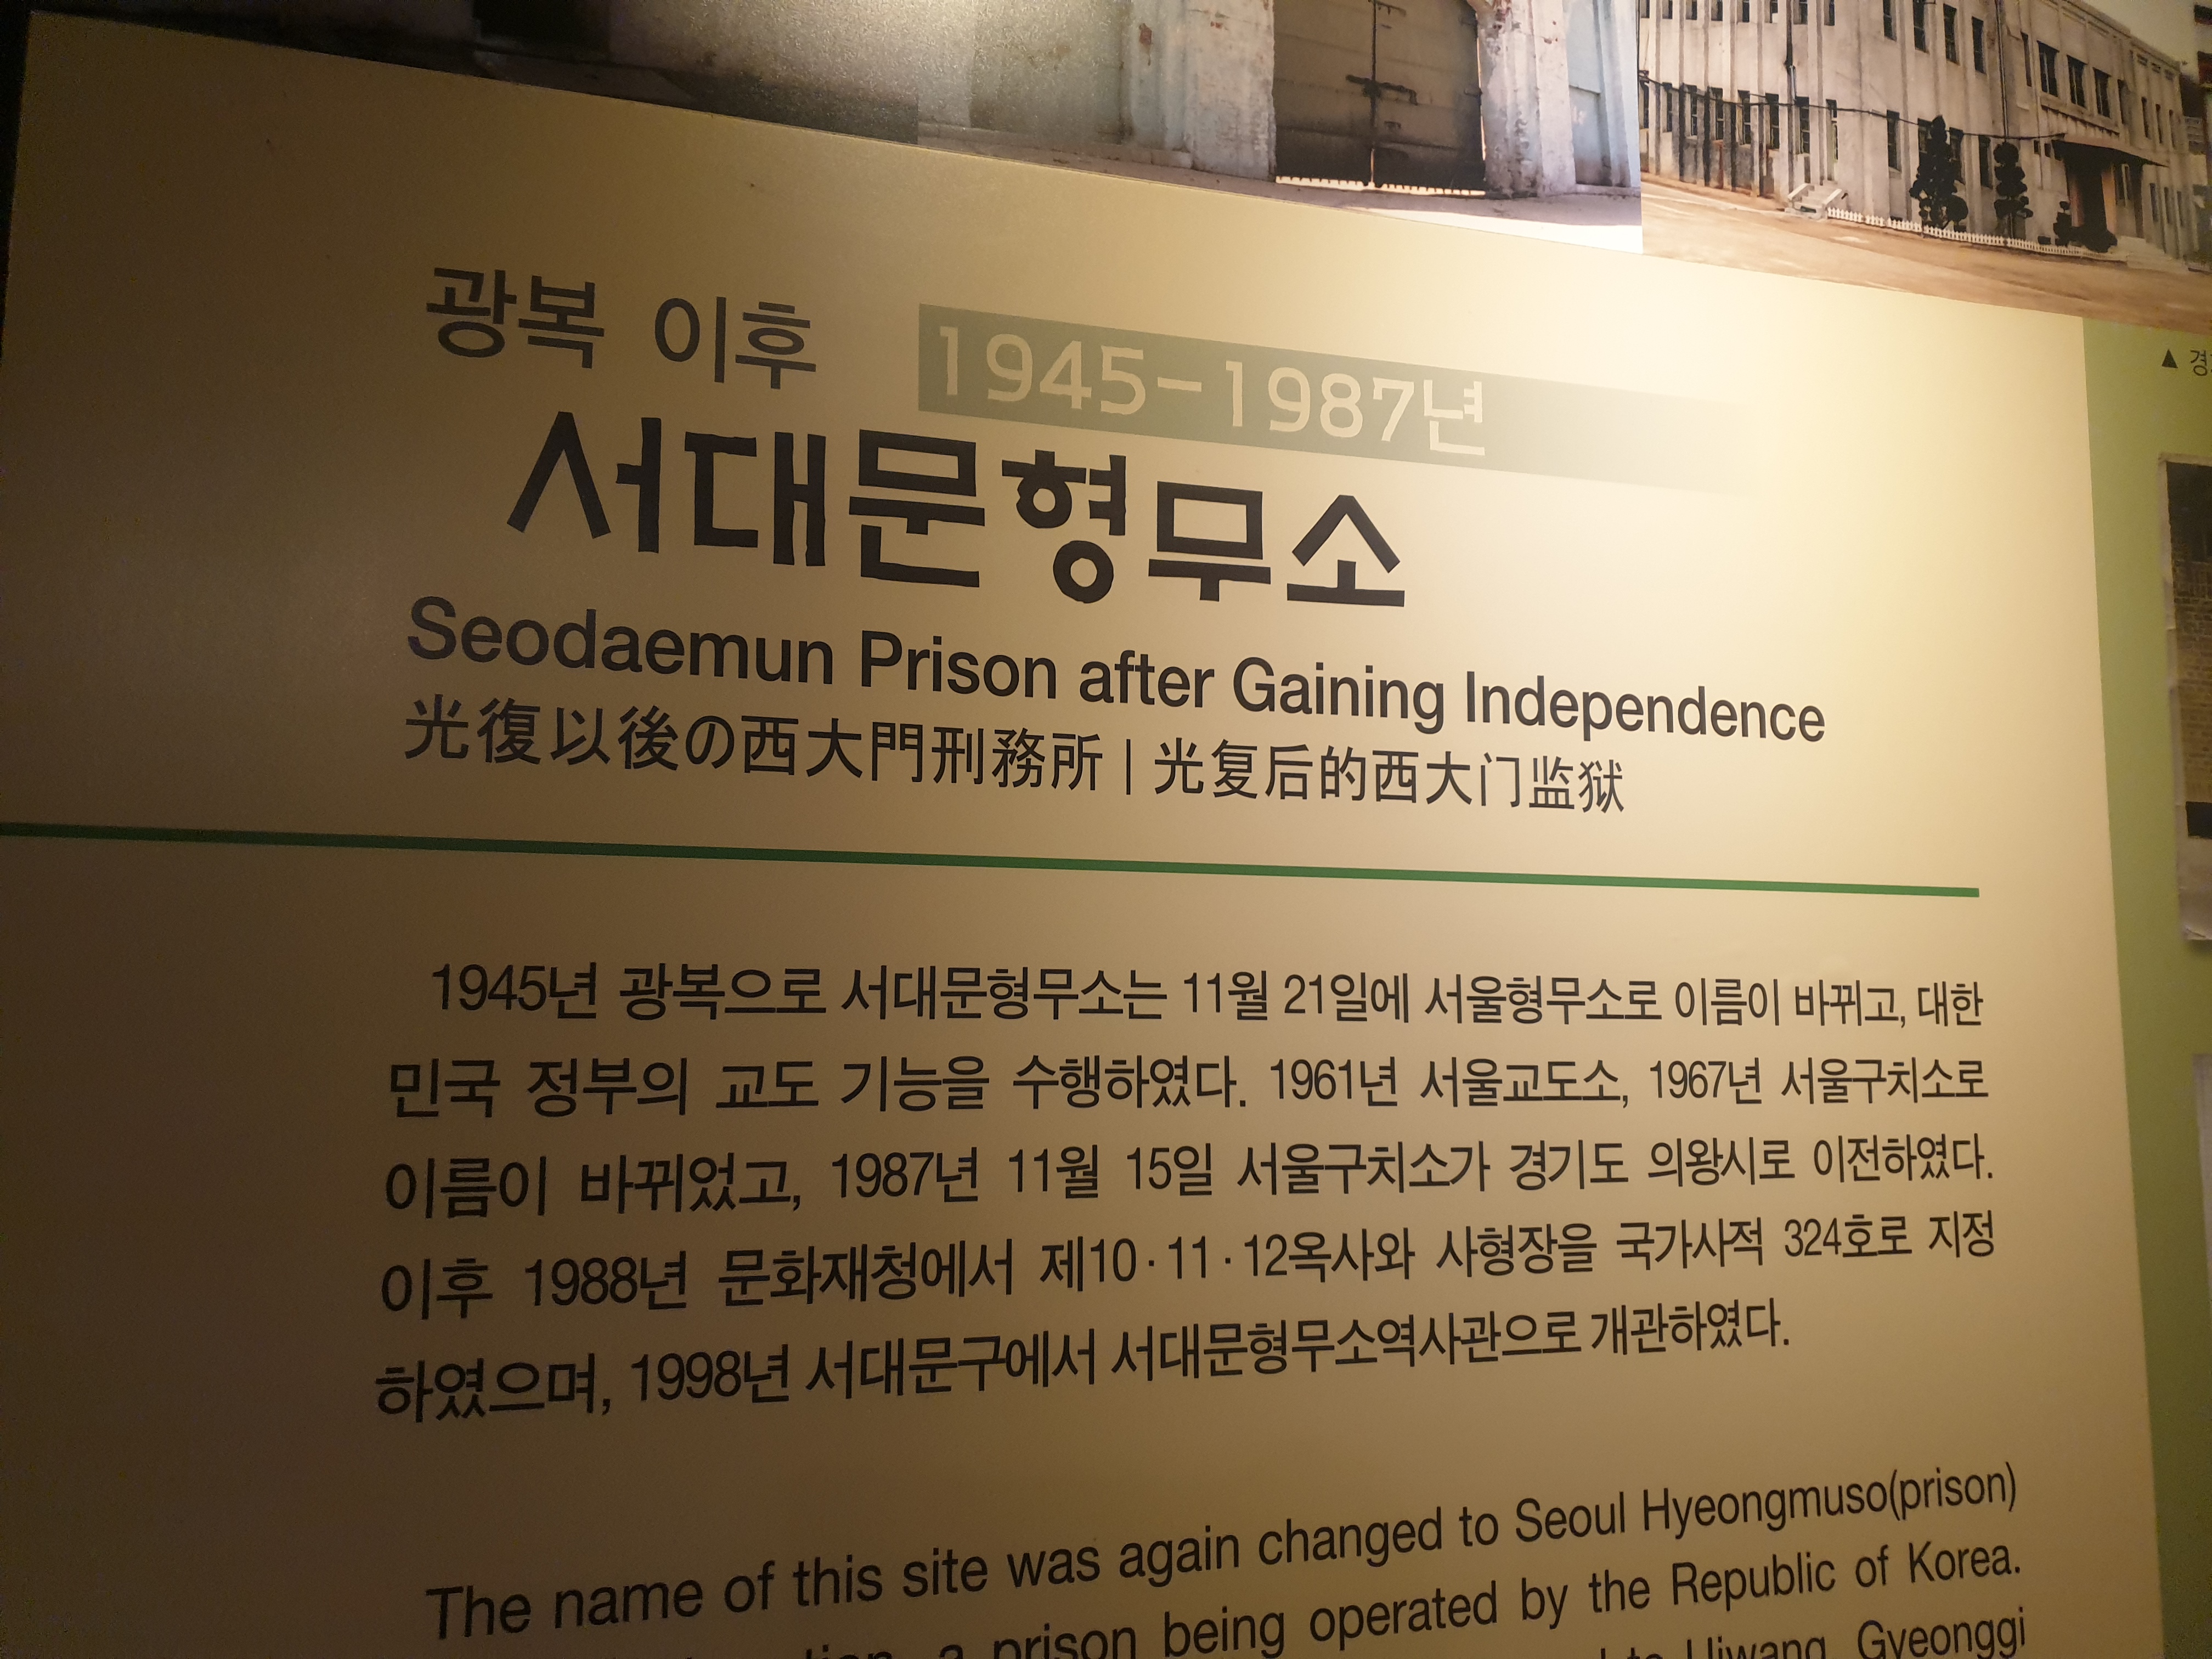 광복 이후 1945-1987년
서대문형무소
Seodaemun Prison after Gaining Independence
光復以後の西大門刑務所 | 光复后的西大门监狱
1945년 광복으로 서대문형무소는 11월 21일에 서울형무소로 이름이 바뀌고, 대한
민국 정부의 교도 기능을 수행하였다. 1961년 서울교도소, 1967년 서울구치소로
이름이 바뀌었고, 1987년 11월 15일 서울구치소가 경기도 의왕시로 이전하였다.
이후 1988년 문화재청에서 제10·11·12옥사와 사형장을 국가사적 324호로 지정
하였으며, 1998년 서대문구에서 서대문형무소역사관으로 개관하였다.
The name of this site was again changed to Seoul Hyeongmuso(prison)
a prison being operated by the Republic of Korea.
to Uiwang, Gyeonggi
▲